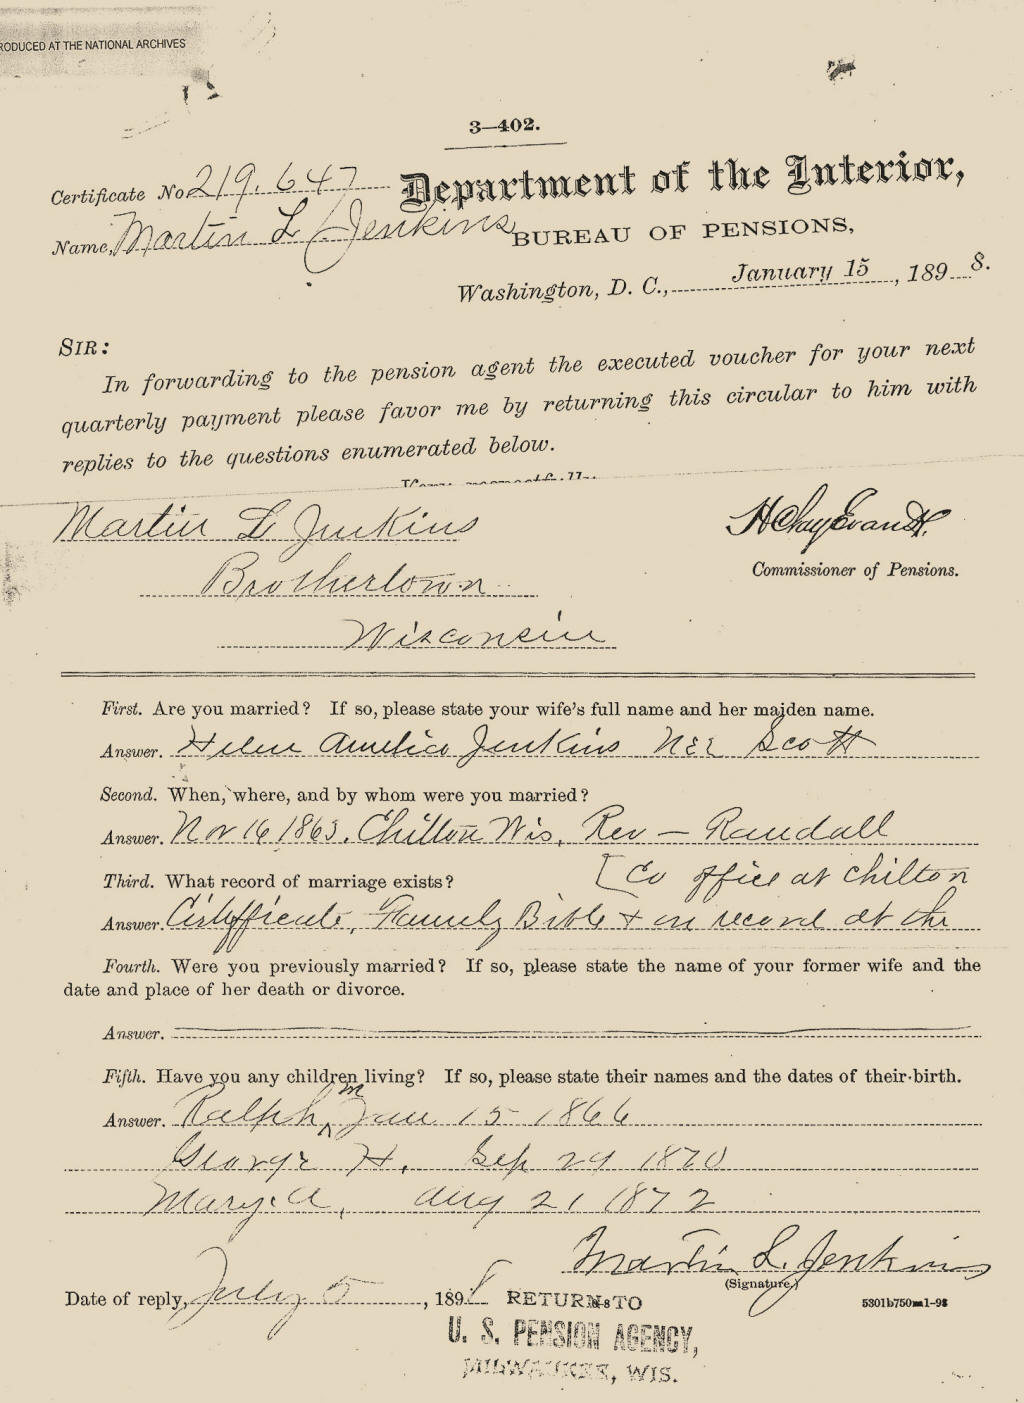 RODUCED AT THE NATIONAL ARCHIVES
3—402.
Certificate No 219.647
Department of the Interior,
Name, Martin L Jenkins
BUREAU OF PENSIONS,
Washington, D. C., January 15, 1898.
SIR:
In forwarding to the pension agent the executed voucher for your next
quarterly payment please favor me by returning this circular to him with
replies to the questions enumerated below.
Very respectfully,
Martin L Jenkins
H Clay Evans
Commissioner of Pensions.
Brothertown
Wisconsin
First. Are you married? If so, please state your wife's full name and her maiden name.
Answer. Helen Amelia Jenkins Nee Scott
Second. When, where, and by whom were you married?
Answer. Nov 16 1863. Chilton Wis. Rev — Randall
Third. What record of marriage exists? [Co office at Chilton
Answer. Family Bible + on record at the
Fourth. Were you previously married? If so, please state the name of your former wife and the
date and place of her death or divorce.
Answer.
Fifth. Have you any children living? If so, please state their names and the dates of their birth.
Answer. Ralph m Jan 15 1866
George H. Sep 29 1870
Mary. A, Aug 21 1872
Martin L. Jenkins
(Signature.)
Date of reply, July 5, 1898
5301b750m1-98
RETURN TO
U. S. PENSION AGENCY,
MILWAUKEE, WIS.